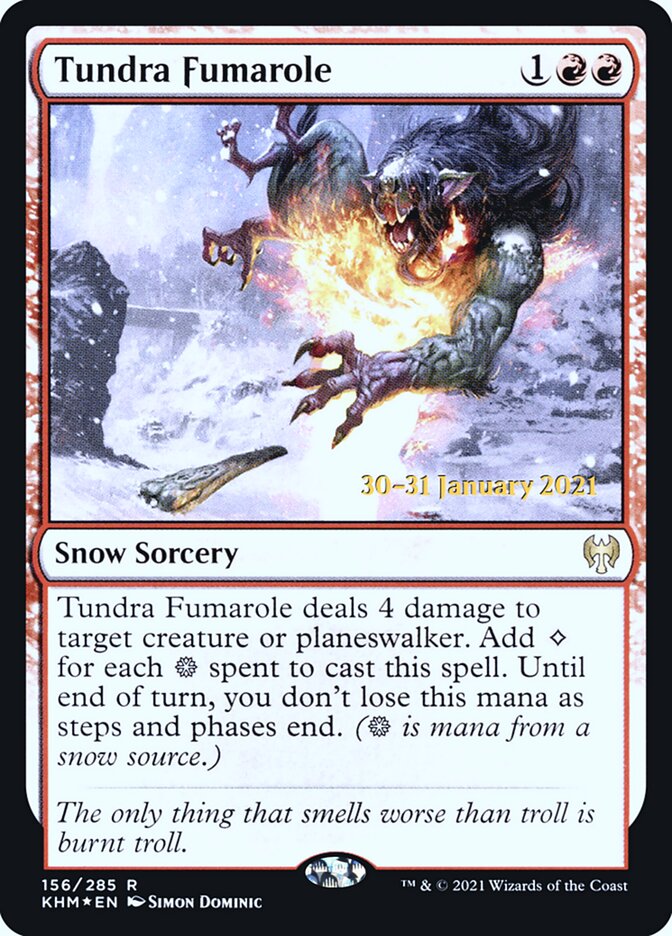 Tundra Fumarole 1
30–31 January 2021
Snow Sorcery
Tundra Fumarole deals 4 damage to
target creature or planeswalker. Add
for each spent to cast this spell. Until
end of turn, you don't lose this mana as
steps and phases end. ( is mana from a
snow source.)
The only thing that smells worse than troll is
burnt troll.
156/285 R
KHM★EN Simon Dominic
™ & © 2021 Wizards of the Coast